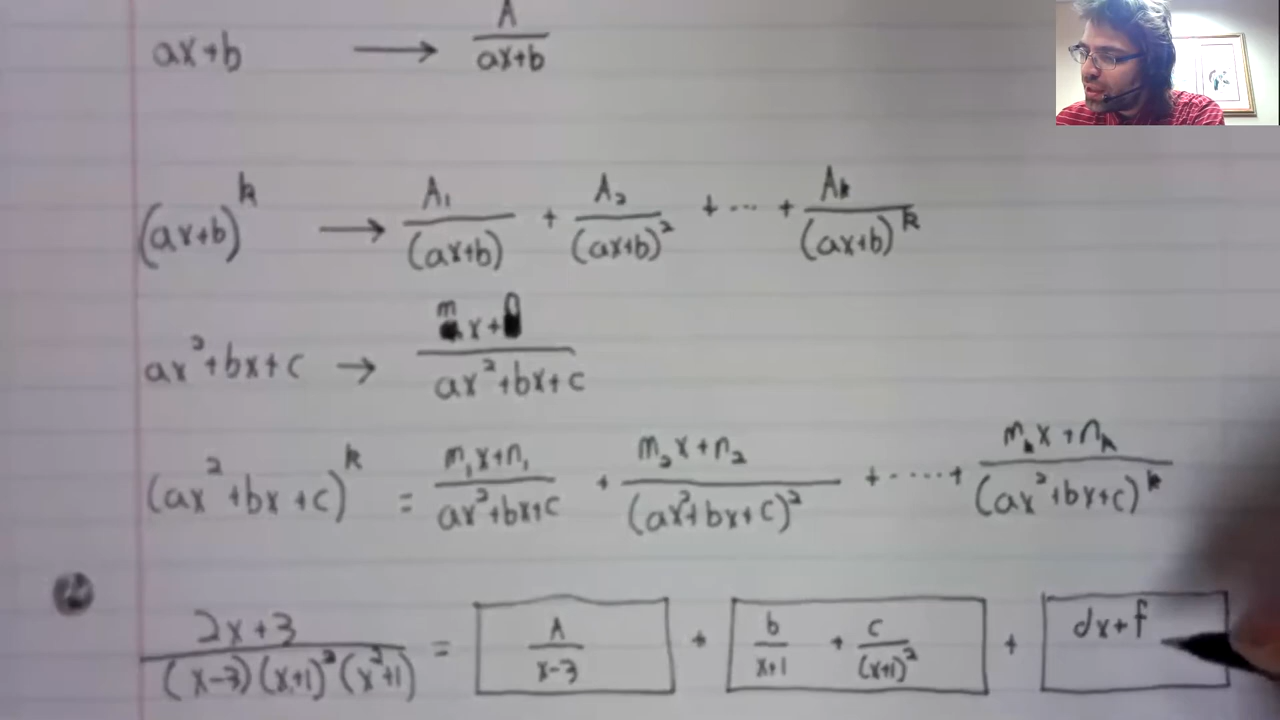 ax+b → A/(ax+b)
(ax+b)^k → A₁/(ax+b) + A₂/(ax+b)² + ... + Aₖ/(ax+b)^k
ax²+bx+c → (mx+n)/(ax²+bx+c)
(ax²+bx+c)^k = (m₁x+n₁)/(ax²+bx+c) + (m₂x+n₂)/(ax²+bx+c)² + ..... + (mₖx+nₖ)/(ax²+bx+c)^k
(2x+3)/((x-3)(x+1)²(x²+1)) = A/(x-3) + b/(x+1) + c/(x+1)² + dx+f